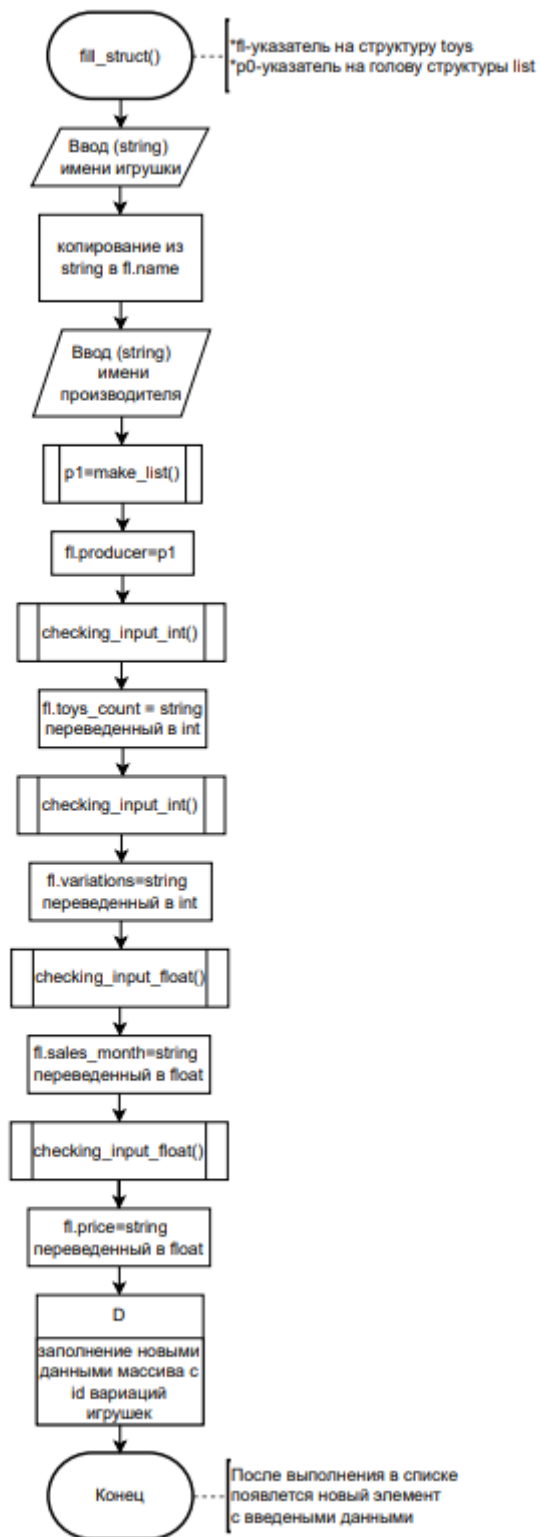 fill_struct()
*fl-указатель на структуру toys
*p0-указатель на голову структуры list
Ввод (string)
имени игрушки
копирование из
string в fl.name
Ввод (string)
имени
производителя
p1=make_list()
fl.producer=p1
checking_input_int()
fl.toys_count = string
переведенный в int
checking_input_int()
fl.variations=string
переведенный в int
checking_input_float()
fl.sales_month=string
переведенный в float
checking_input_float()
fl.price=string
переведенный в float
D
заполнение новыми
данными массива с
id вариаций
игрушек
Конец
После выполнения в списке
появлется новый элемент
с введеными данными